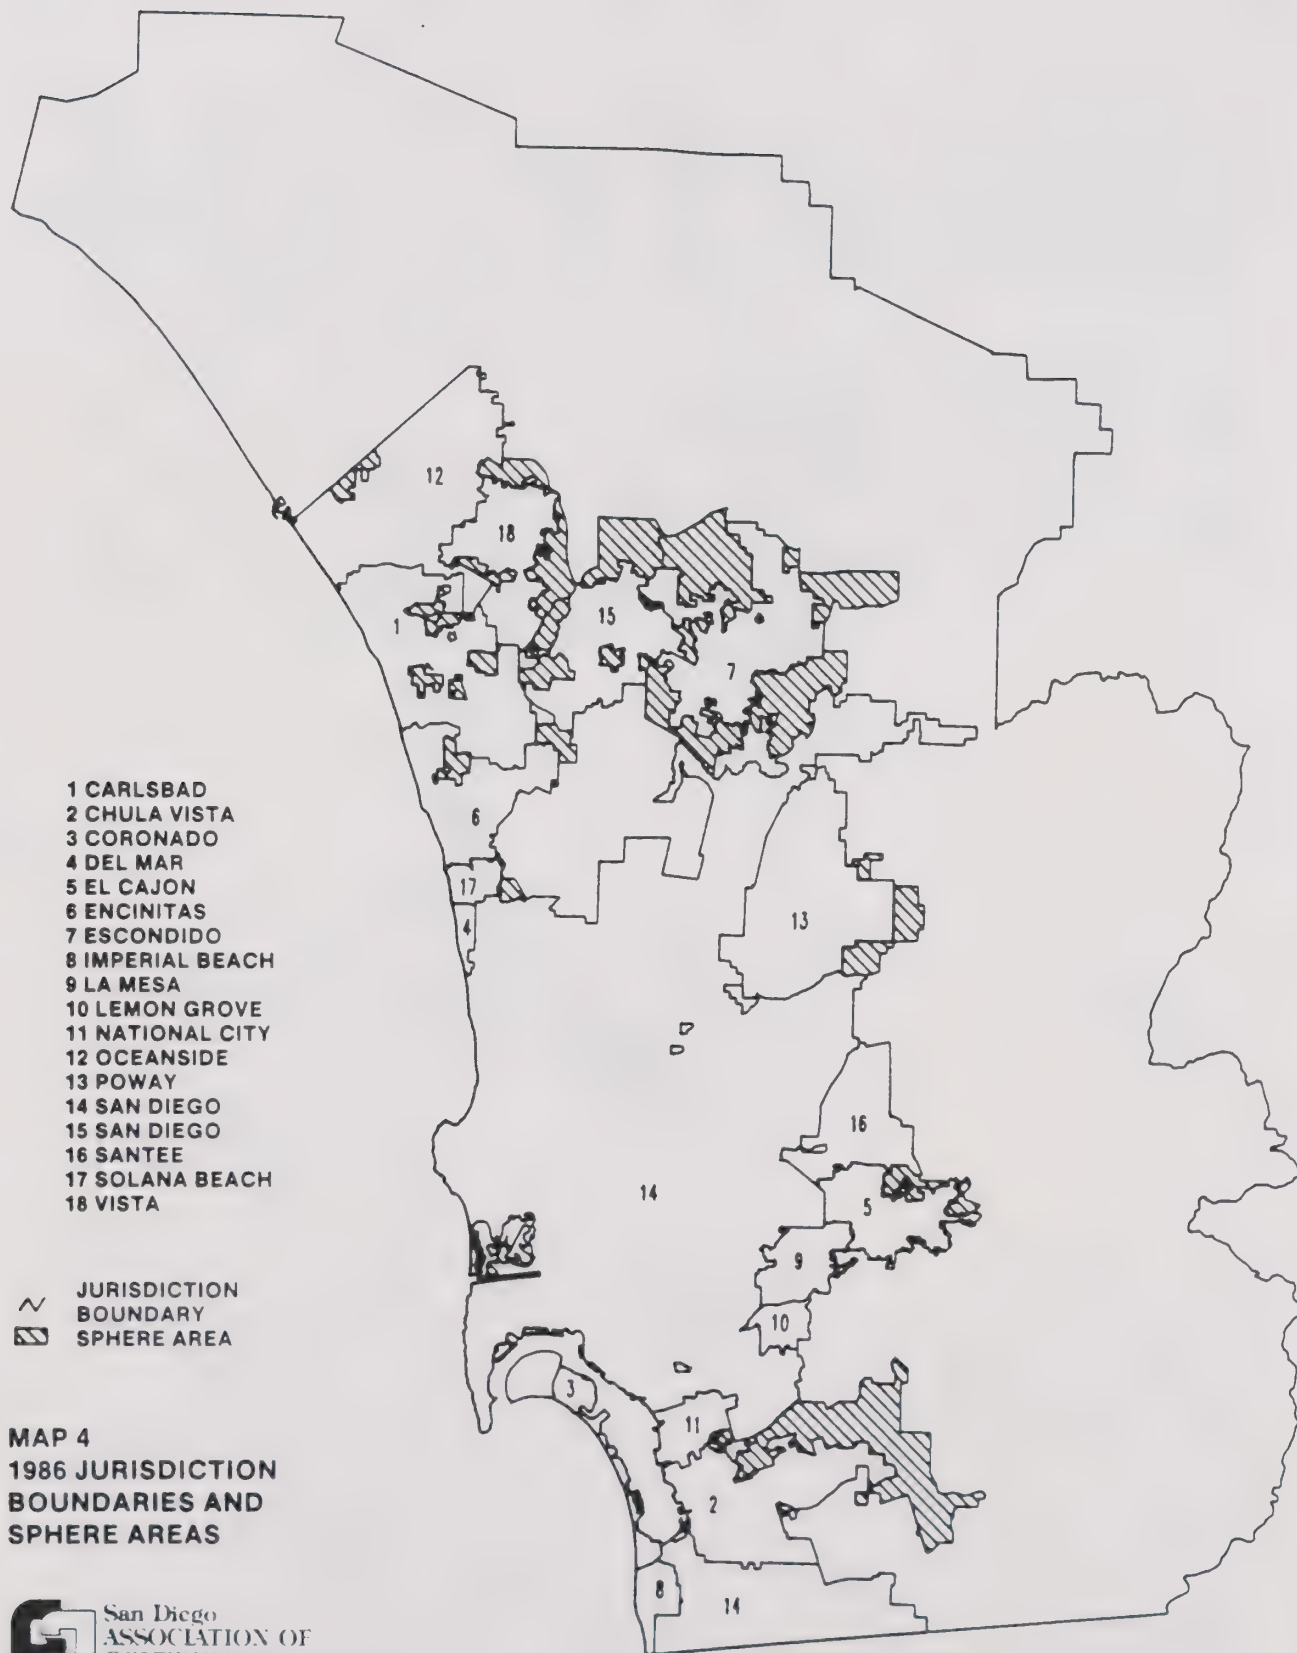 12
18
1
15
7
6
17
4
13
16
14
5
9
10
3
11
2
8
14
1 CARLSBAD
2 CHULA VISTA
3 CORONADO
4 DEL MAR
5 EL CAJON
6 ENCINITAS
7 ESCONDIDO
8 IMPERIAL BEACH
9 LA MESA
10 LEMON GROVE
11 NATIONAL CITY
12 OCEANSIDE
13 POWAY
14 SAN DIEGO
15 SAN DIEGO
16 SANTEE
17 SOLANA BEACH
18 VISTA
JURISDICTION
BOUNDARY
SPHERE AREA
MAP 4
1986 JURISDICTION
BOUNDARIES AND
SPHERE AREAS
San Diego
ASSOCIATION OF